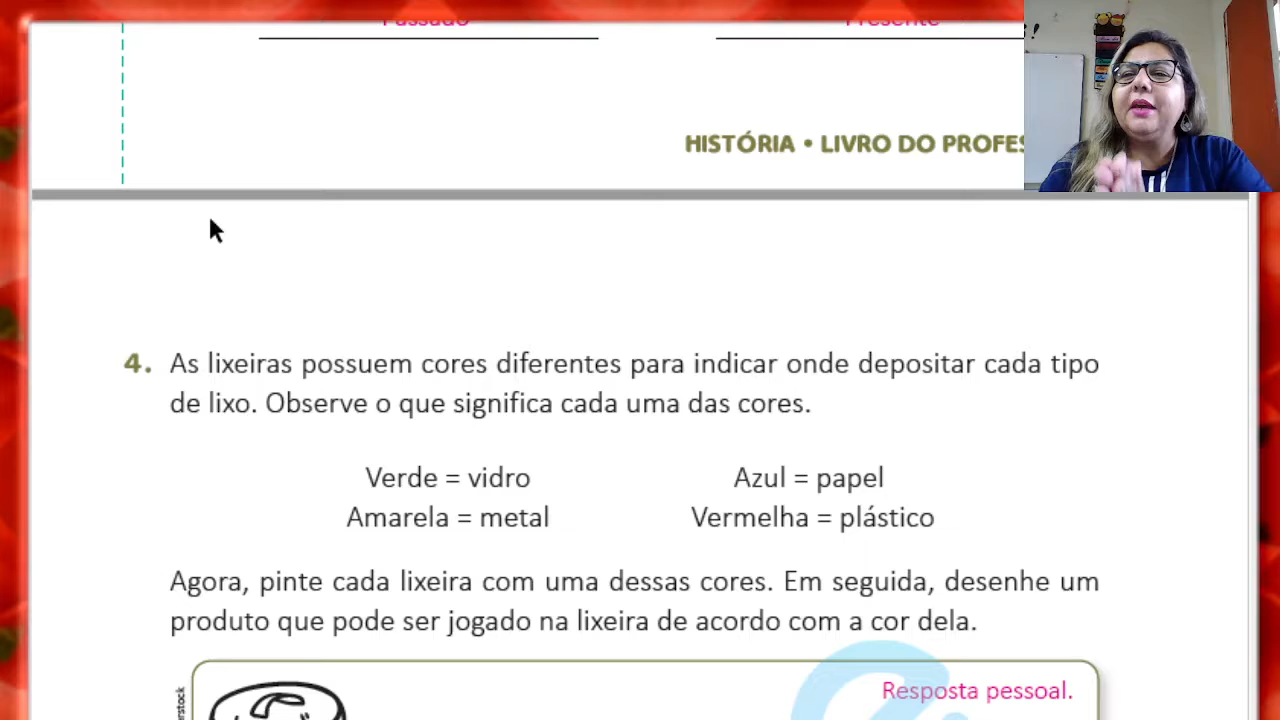 Passado Presente
HISTÓRIA • LIVRO DO PROFES
4. As lixeiras possuem cores diferentes para indicar onde depositar cada tipo
de lixo. Observe o que significa cada uma das cores.
Verde = vidro Azul = papel
Amarela = metal Vermelha = plástico
Agora, pinte cada lixeira com uma dessas cores. Em seguida, desenhe um
produto que pode ser jogado na lixeira de acordo com a cor dela.
Resposta pessoal.
erstock